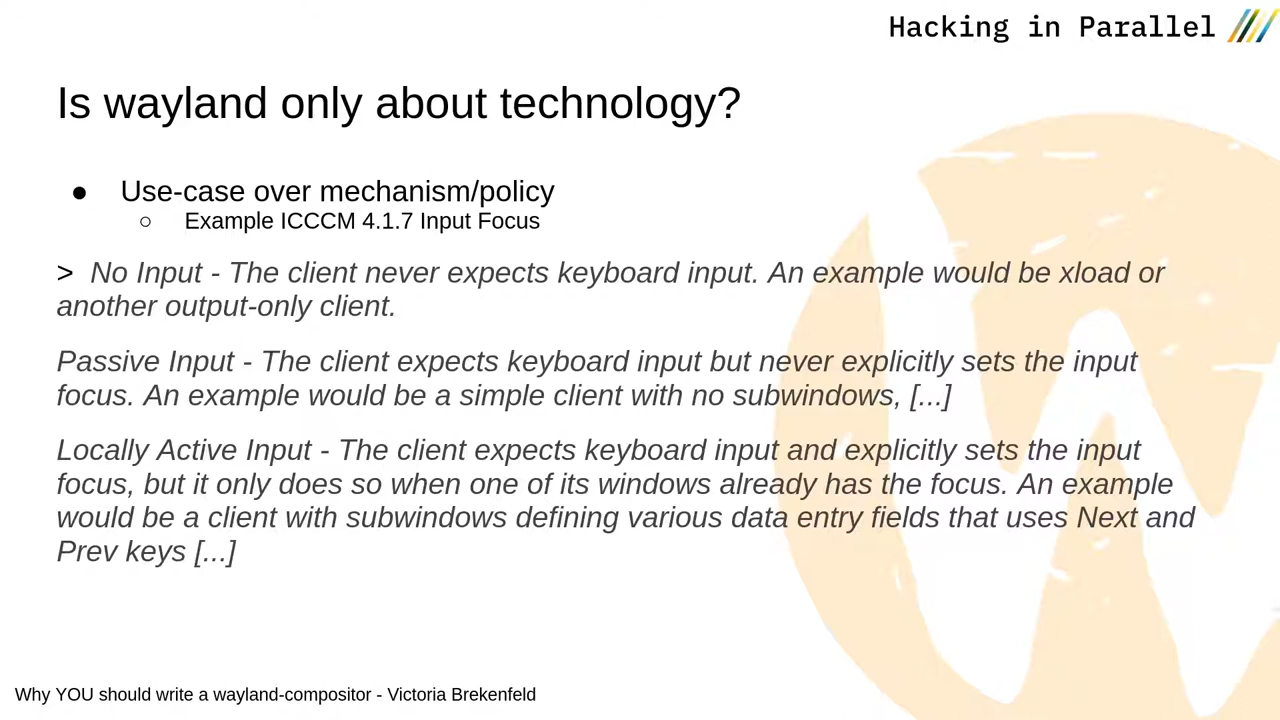 Hacking in Parallel
Is wayland only about technology?
● Use-case over mechanism/policy
○ Example ICCCM 4.1.7 Input Focus
> No Input - The client never expects keyboard input. An example would be xload or
another output-only client.
Passive Input - The client expects keyboard input but never explicitly sets the input
focus. An example would be a simple client with no subwindows, [...]
Locally Active Input - The client expects keyboard input and explicitly sets the input
focus, but it only does so when one of its windows already has the focus. An example
would be a client with subwindows defining various data entry fields that uses Next and
Prev keys [...]
Why YOU should write a wayland-compositor - Victoria Brekenfeld